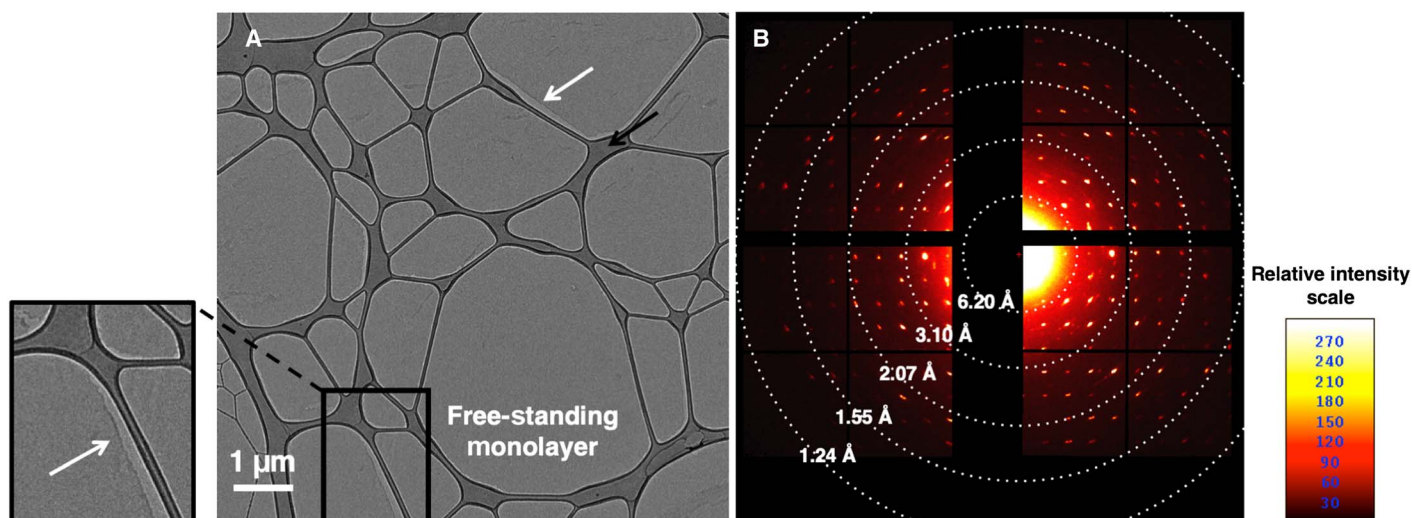 A
Free-standing
monolayer
1 μm
B
6.20 Å
3.10 Å
2.07 Å
1.55 Å
1.24 Å
Relative intensity
scale
270
240
210
180
150
120
90
60
30